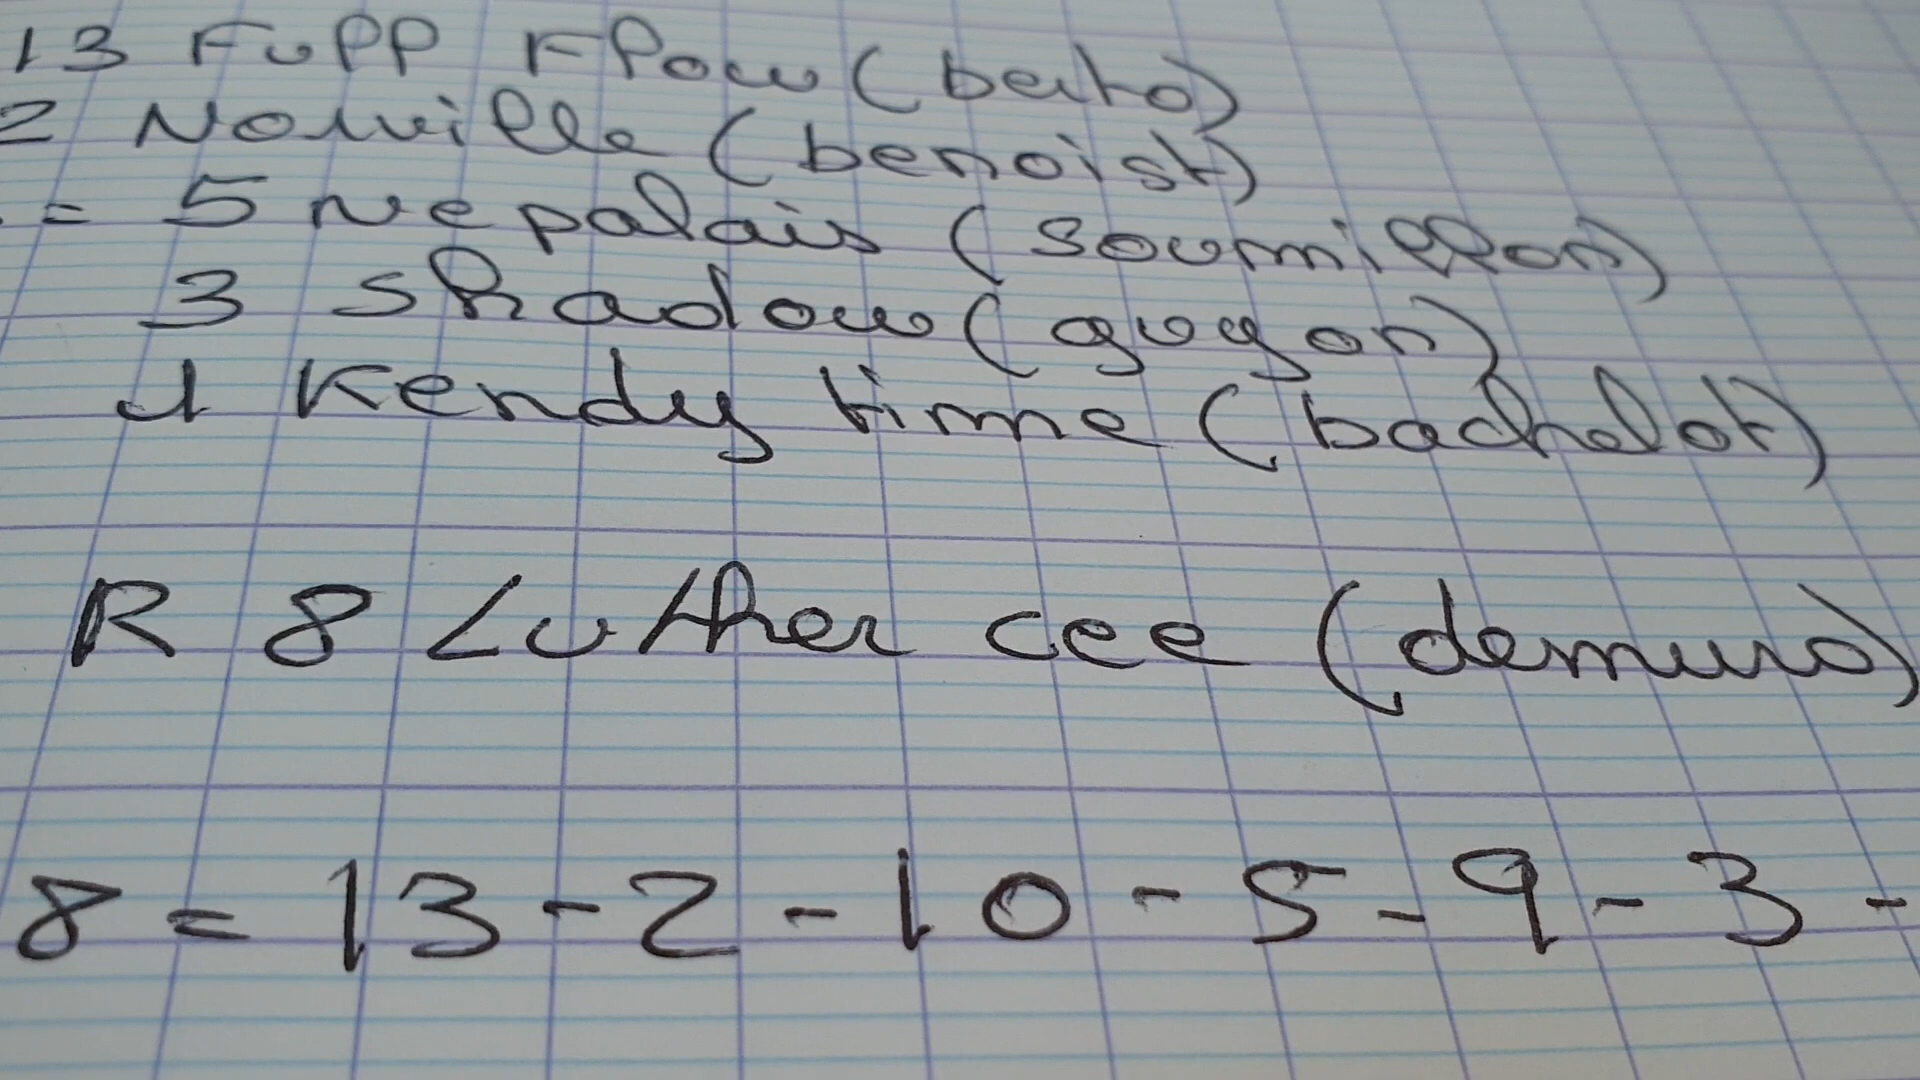 13 Full Flow (berto)
2 Norville (benoist)
= 5 Nepalais (Soumillon)
3 Shadow (guyon)
1 Kendy time (bachelot)
R 8 Luther cee (demuro)
8 = 13 - 2 - 10 - 5 - 9 - 3 -